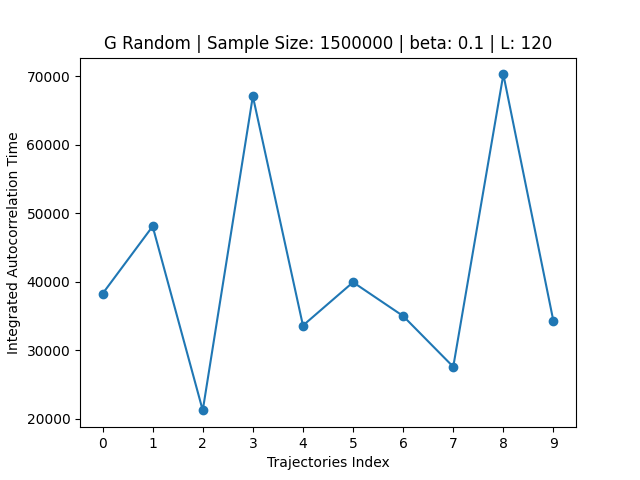 G Random | Sample Size: 1500000 | beta: 0.1 | L: 120
70000
60000
50000
40000
30000
20000
Integrated Autocorrelation Time
0 1 2 3 4 5 6 7 8 9
Trajectories Index